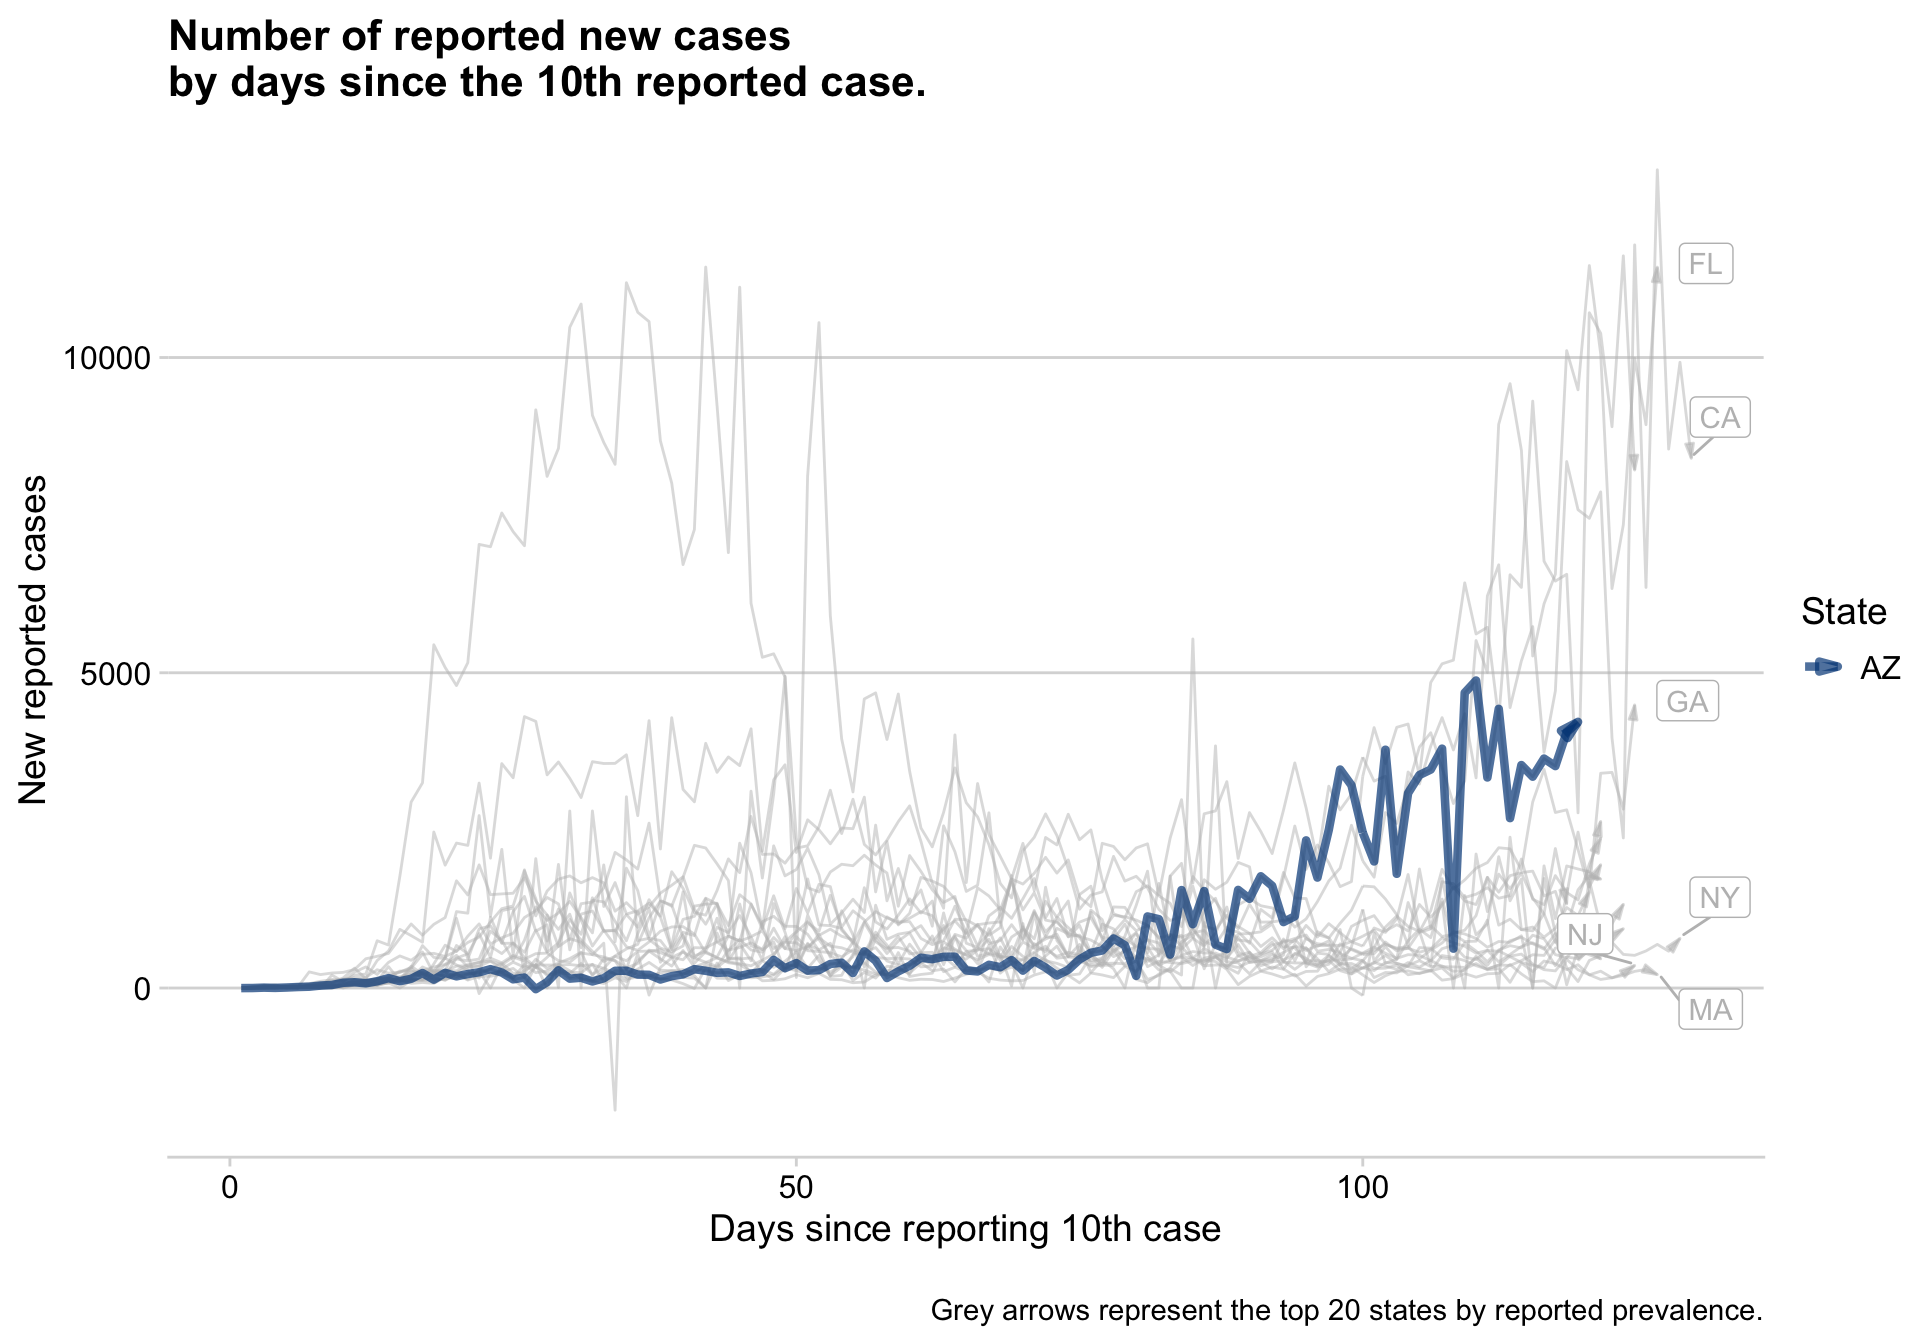 Number of reported new cases
by days since the 10th reported case.
New reported cases
10000
5000
0
0
50
100
Days since reporting 10th case
FL
CA
GA
NY
NJ
MA
State
AZ
Grey arrows represent the top 20 states by reported prevalence.